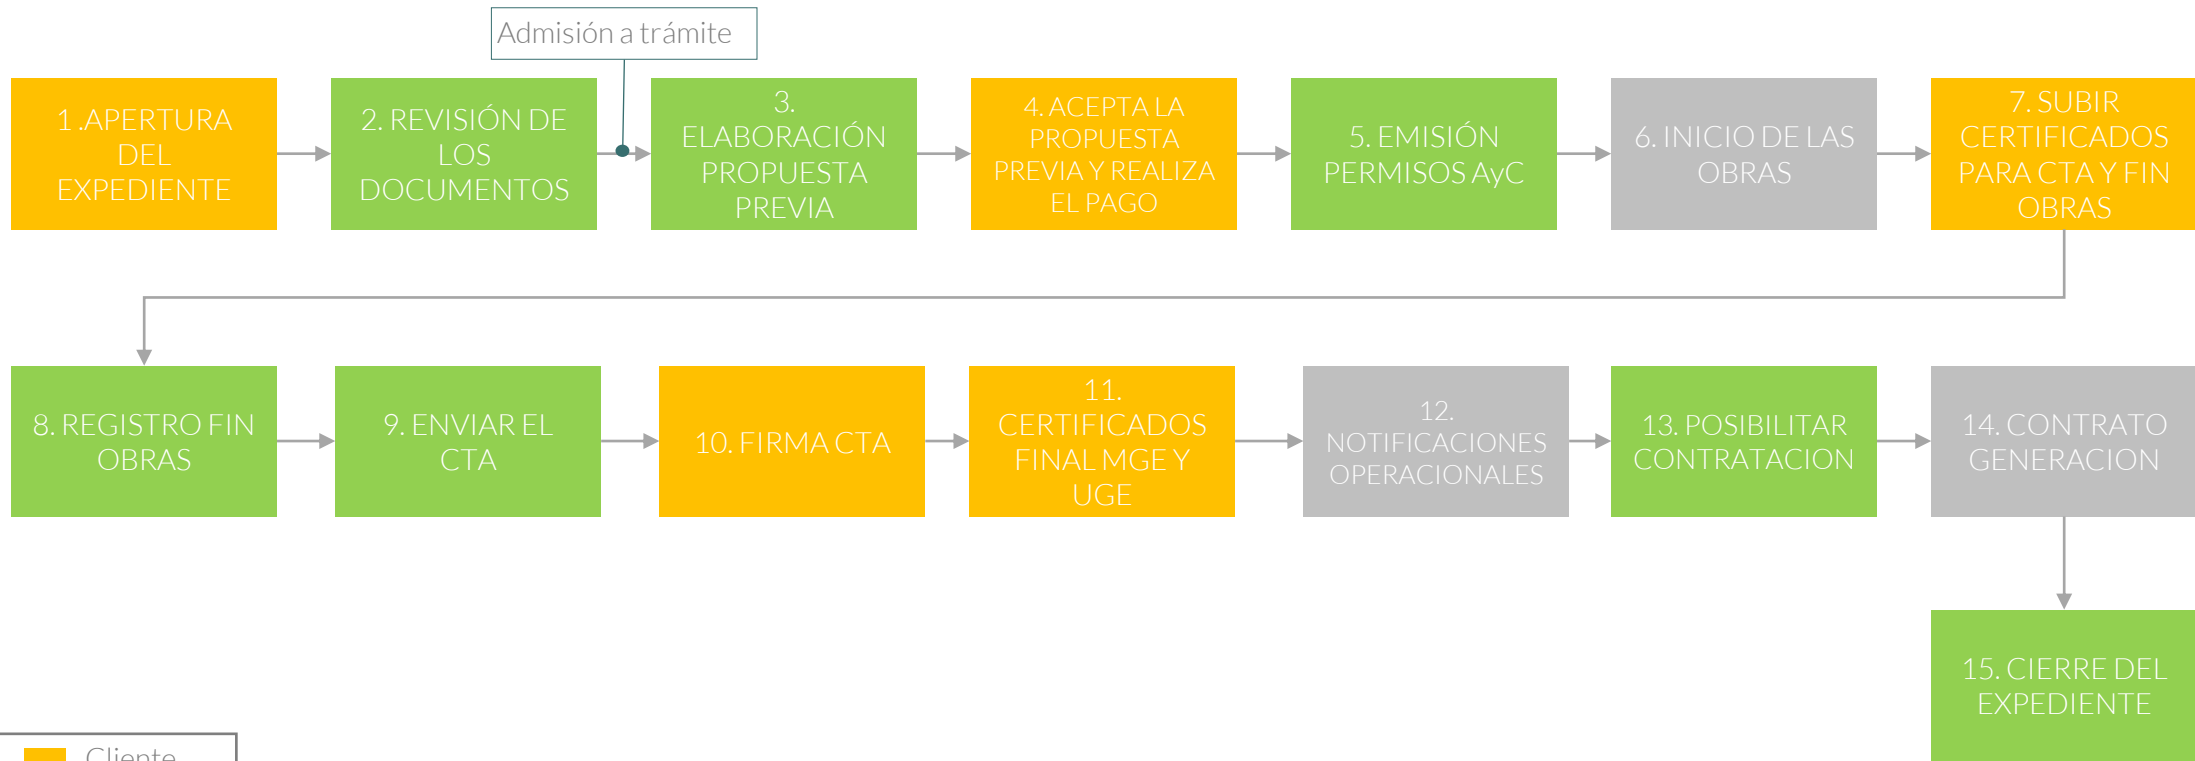 Admisión a trámite
1 .APERTURA
DEL
EXPEDIENTE
2. REVISIÓN DE
LOS
DOCUMENTOS
3.
ELABORACIÓN
PROPUESTA
PREVIA
4. ACEPTA LA
PROPUESTA
PREVIA Y REALIZA
EL PAGO
5. EMISIÓN
PERMISOS AyC
6. INICIO DE LAS
OBRAS
7. SUBIR
CERTIFICADOS
PARA CTA Y FIN
OBRAS
8. REGISTRO FIN
OBRAS
9. ENVIAR EL
CTA
10. FIRMA CTA
11.
CERTIFICADOS
FINAL MGE Y
UGE
12.
NOTIFICACIONES
OPERACIONALES
13. POSIBILITAR
CONTRATACION
14. CONTRATO
GENERACION
15. CIERRE DEL
EXPEDIENTE
Cliente